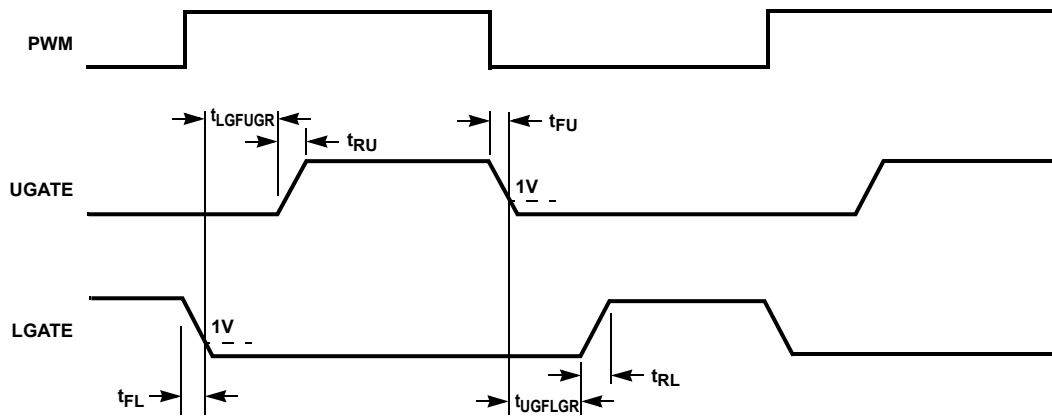 PWM
tLGFUGR
tRU
tFU
UGATE
1V
LGATE
1V
tFL
tRL
tUGFLGR